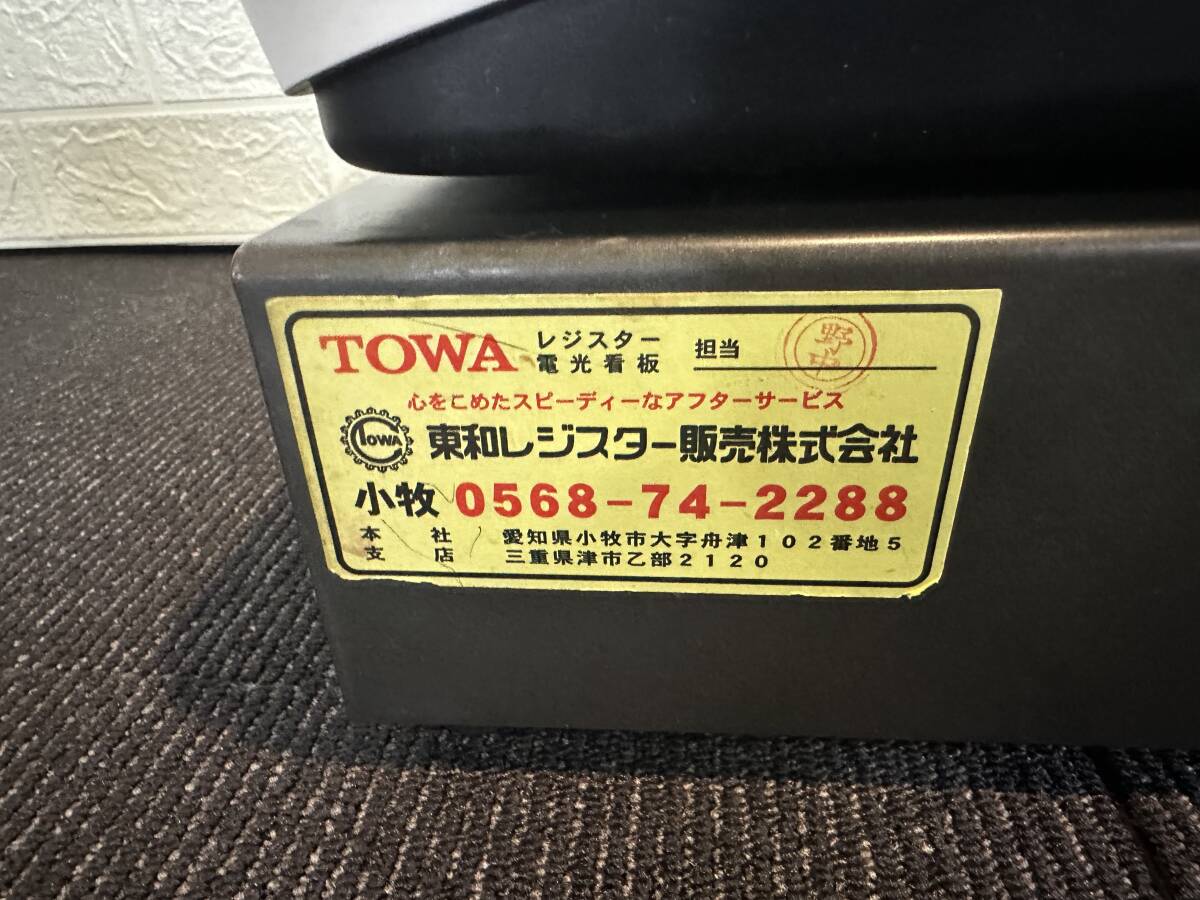 TOWA レジスター 電光看板 担当 野中
心をこめたスピーディーなアフターサービス
TOWA 東和レジスター販売株式会社
小牧 0568-74-2288
本社 愛知県小牧市大字舟津102番地5
支店 三重県津市乙部2120